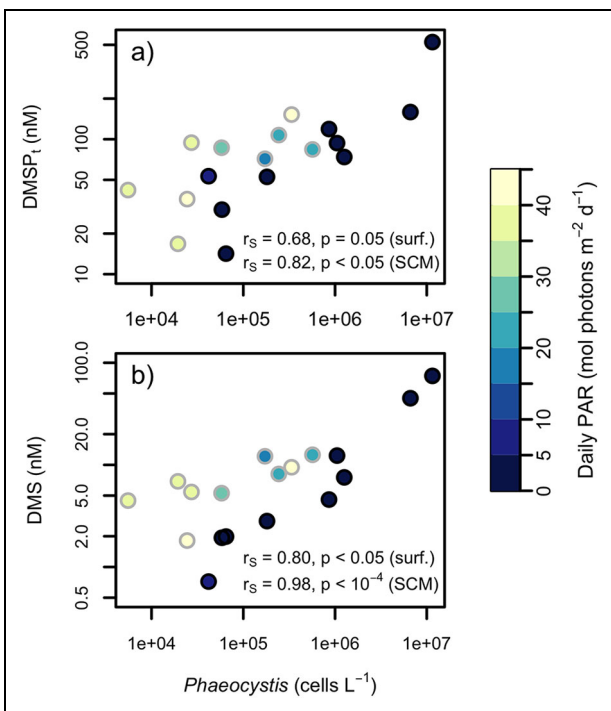 a)
500
100
50
20
10
DMSPt (nM)
rS = 0.68, p = 0.05 (surf.)
rS = 0.82, p < 0.05 (SCM)
1e+04 1e+05 1e+06 1e+07
b)
100.0
20.0
5.0
2.0
0.5
DMS (nM)
rS = 0.80, p < 0.05 (surf.)
rS = 0.98, p < 10⁻⁴ (SCM)
1e+04 1e+05 1e+06 1e+07
Phaeocystis (cells L⁻¹)
40
30
20
10
5
0
Daily PAR (mol photons m⁻² d⁻¹)